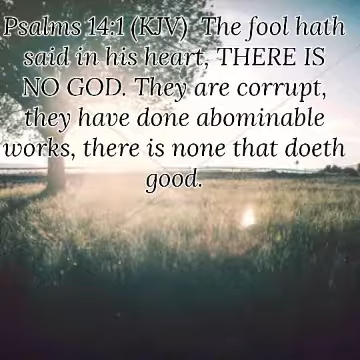 Psalms 14:1 (KJV) The fool hath
said in his heart, THERE IS
NO GOD. They are corrupt,
they have done abominable
works, there is none that doeth
good.